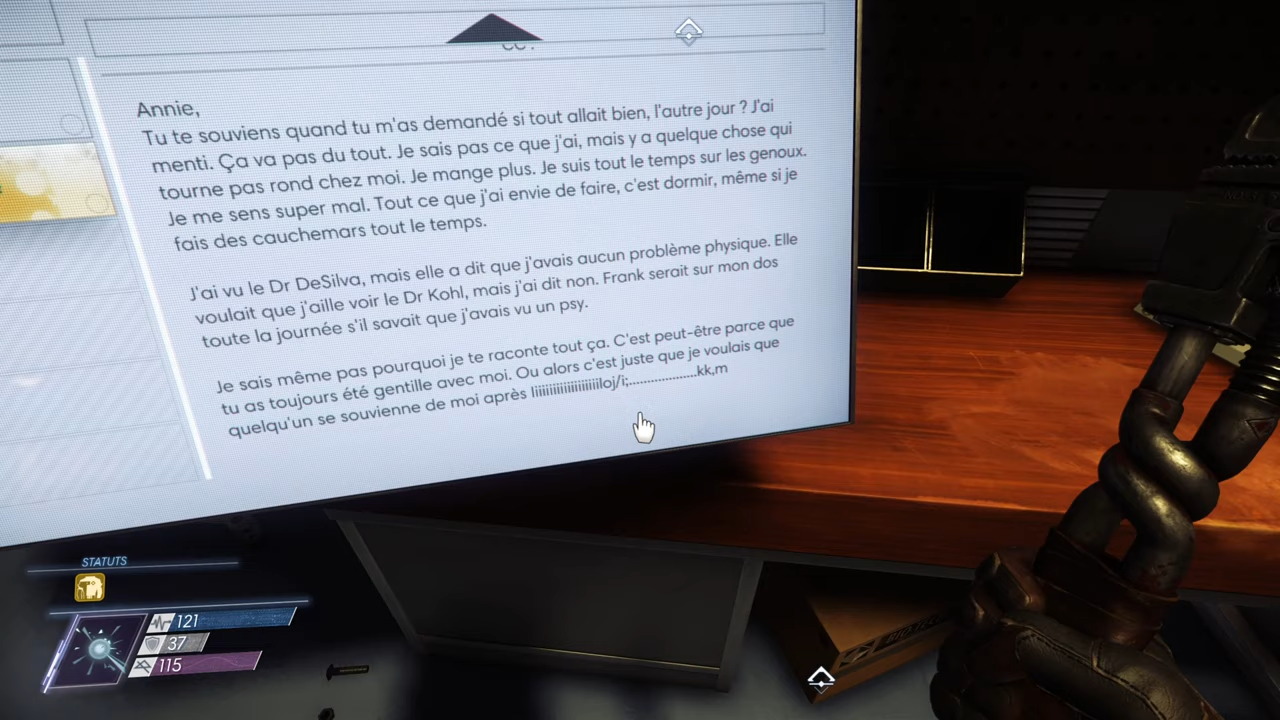 Annie,
Tu te souviens quand tu m'as demandé si tout allait bien, l'autre jour ? J'ai
menti. Ça va pas du tout. Je sais pas ce que j'ai, mais y a quelque chose qui
tourne pas rond chez moi. Je mange plus. Je suis tout le temps sur les genoux.
Je me sens super mal. Tout ce que j'ai envie de faire, c'est dormir, même si je
fais des cauchemars tout le temps.
J'ai vu le Dr DeSilva, mais elle a dit que j'avais aucun problème physique. Elle
voulait que j'aille voir le Dr Kohl, mais j'ai dit non. Frank serait sur mon dos
toute la journée s'il savait que j'avais vu un psy.
Je sais même pas pourquoi je te raconte tout ça. C'est peut-être parce que
tu as toujours été gentille avec moi. Ou alors c'est juste que je voulais que
quelqu'un se souvienne de moi après liiiiiiiiiiiiiiiiiiiiloj/i;..................kk,m
STATUTS
121
37
115